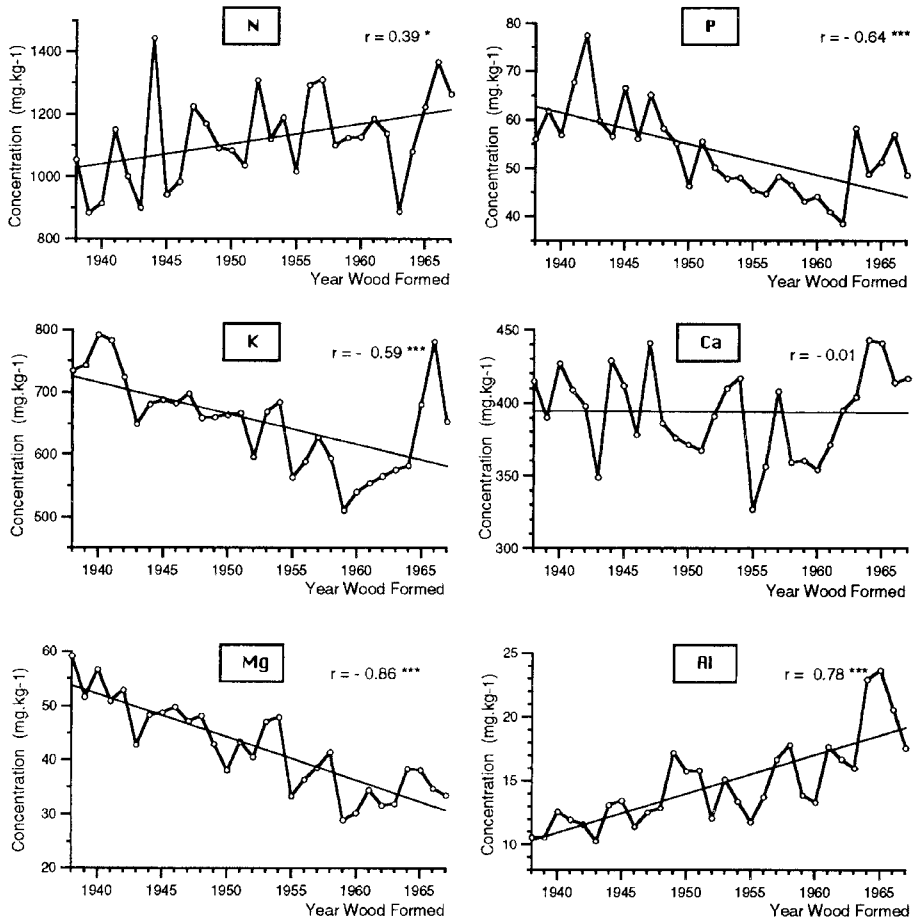 N
r = 0.39 *
Concentration (mg.kg-1)
1400
1200
1000
800
1940 1945 1950 1955 1960 1965
Year Wood Formed
P
r = - 0.64 ***
Concentration (mg.kg-1)
80
70
60
50
40
1940 1945 1950 1955 1960 1965
Year Wood Formed
K
r = - 0.59 ***
Concentration (mg.kg-1)
800
700
600
500
1940 1945 1950 1955 1960 1965
Year Wood Formed
Ca
r = - 0.01
Concentration (mg.kg-1)
450
400
350
300
1940 1945 1950 1955 1960 1965
Year Wood Formed
Mg
r = - 0.86 ***
Concentration (mg.kg-1)
60
50
40
30
20
1940 1945 1950 1955 1960 1965
Year Wood Formed
Al
r = 0.78 ***
Concentration (mg.kg-1)
25
20
15
10
1940 1945 1950 1955 1960 1965
Year Wood Formed